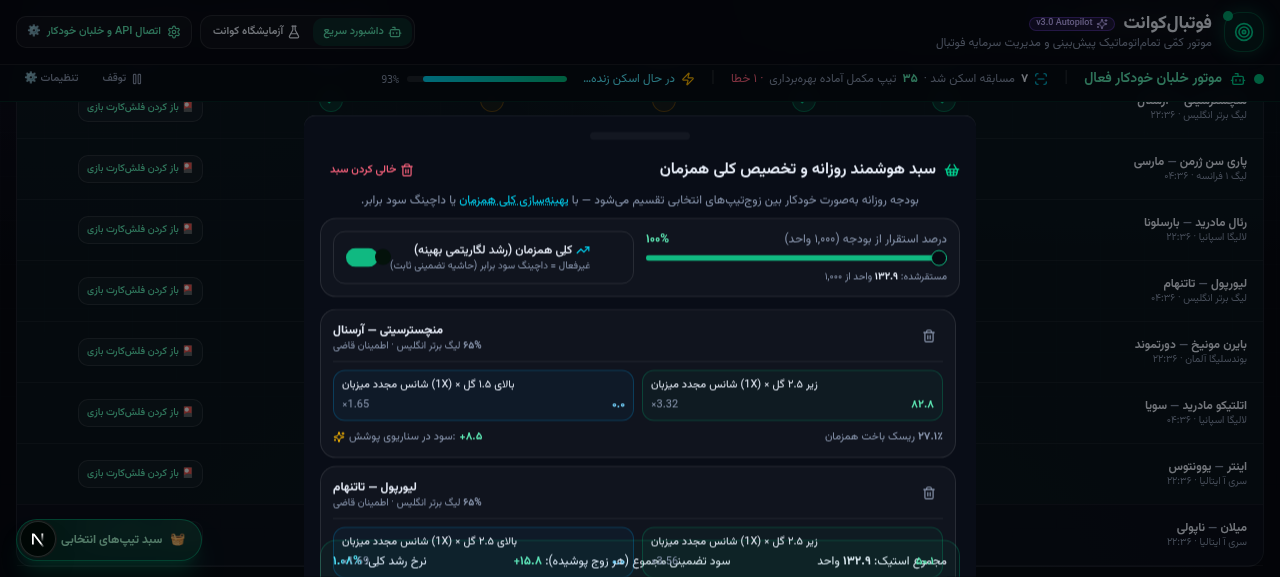 فوتبال‌کوانت
v3.0 Autopilot
موتور کمّی تمام‌اتوماتیک پیش‌بینی و مدیریت سرمایه فوتبال
داشبورد سریع
آزمایشگاه کوانت
اتصال API و خلبان خودکار
موتور خلبان خودکار فعال
۷ مسابقه اسکن شد · ۳۵ تیپ مکمل آماده بهره‌برداری · ۱ خطا
در حال اسکن زنده...
93%
توقف
تنظیمات
منچسترسیتی — آرسنال
لیگ برتر انگلیس · ۲۲:۳۶
باز کردن فلش‌کارت بازی
پاری سن ژرمن — مارسی
لیگ ۱ فرانسه · ۰۴:۳۶
باز کردن فلش‌کارت بازی
رئال مادرید — بارسلونا
لالیگا اسپانیا · ۲۲:۳۶
باز کردن فلش‌کارت بازی
لیورپول — تاتنهام
لیگ برتر انگلیس · ۰۴:۳۶
باز کردن فلش‌کارت بازی
بایرن مونیخ — دورتموند
بوندسلیگا آلمان · ۲۲:۳۶
باز کردن فلش‌کارت بازی
اتلتیکو مادرید — سویا
لالیگا اسپانیا · ۰۴:۳۶
باز کردن فلش‌کارت بازی
اینتر — یوونتوس
سری آ ایتالیا · ۲۲:۳۶
باز کردن فلش‌کارت بازی
میلان — ناپولی
سری آ ایتالیا · ۲۲:۳۶
سبد هوشمند روزانه و تخصیص کلی همزمان
خالی کردن سبد
بودجه روزانه به‌صورت خودکار بین زوج‌تیپ‌های انتخابی تقسیم می‌شود — با بهینه‌سازی کلی همزمان یا داچینگ سود برابر.
درصد استقرار از بودجه (۱,۰۰۰ واحد)
۱۰۰%
مستقرشده: ۱۳۲.۹ واحد از ۱,۰۰۰
کلی همزمان (رشد لگاریتمی بهینه)
غیرفعال = داچینگ سود برابر (حاشیه تضمینی ثابت)
منچسترسیتی — آرسنال
لیگ برتر انگلیس · اطمینان قاضی ۶۵%
زیر ۲.۵ گل × (1X) شانس مجدد میزبان
۸۲.۸
×3.32
بالای ۱.۵ گل × (1X) شانس مجدد میزبان
۰.۰
×1.65
۲۷.۱٪ ریسک باخت همزمان
سود در سناریوی پوشش: +۸.۵
لیورپول — تاتنهام
لیگ برتر انگلیس · اطمینان قاضی ۶۵%
زیر ۲.۵ گل × (1X) شانس مجدد میزبان
بالای ۲.۵ گل × (1X) شانس مجدد میزبان
مجموع استیک: ۱۳۲.۹ واحد
سود تضمینی مجموع (هر زوج پوشیده): +۱۵.۸
نرخ رشد کلی: ۱.۰۸%
سبد تیپ‌های انتخابی
N